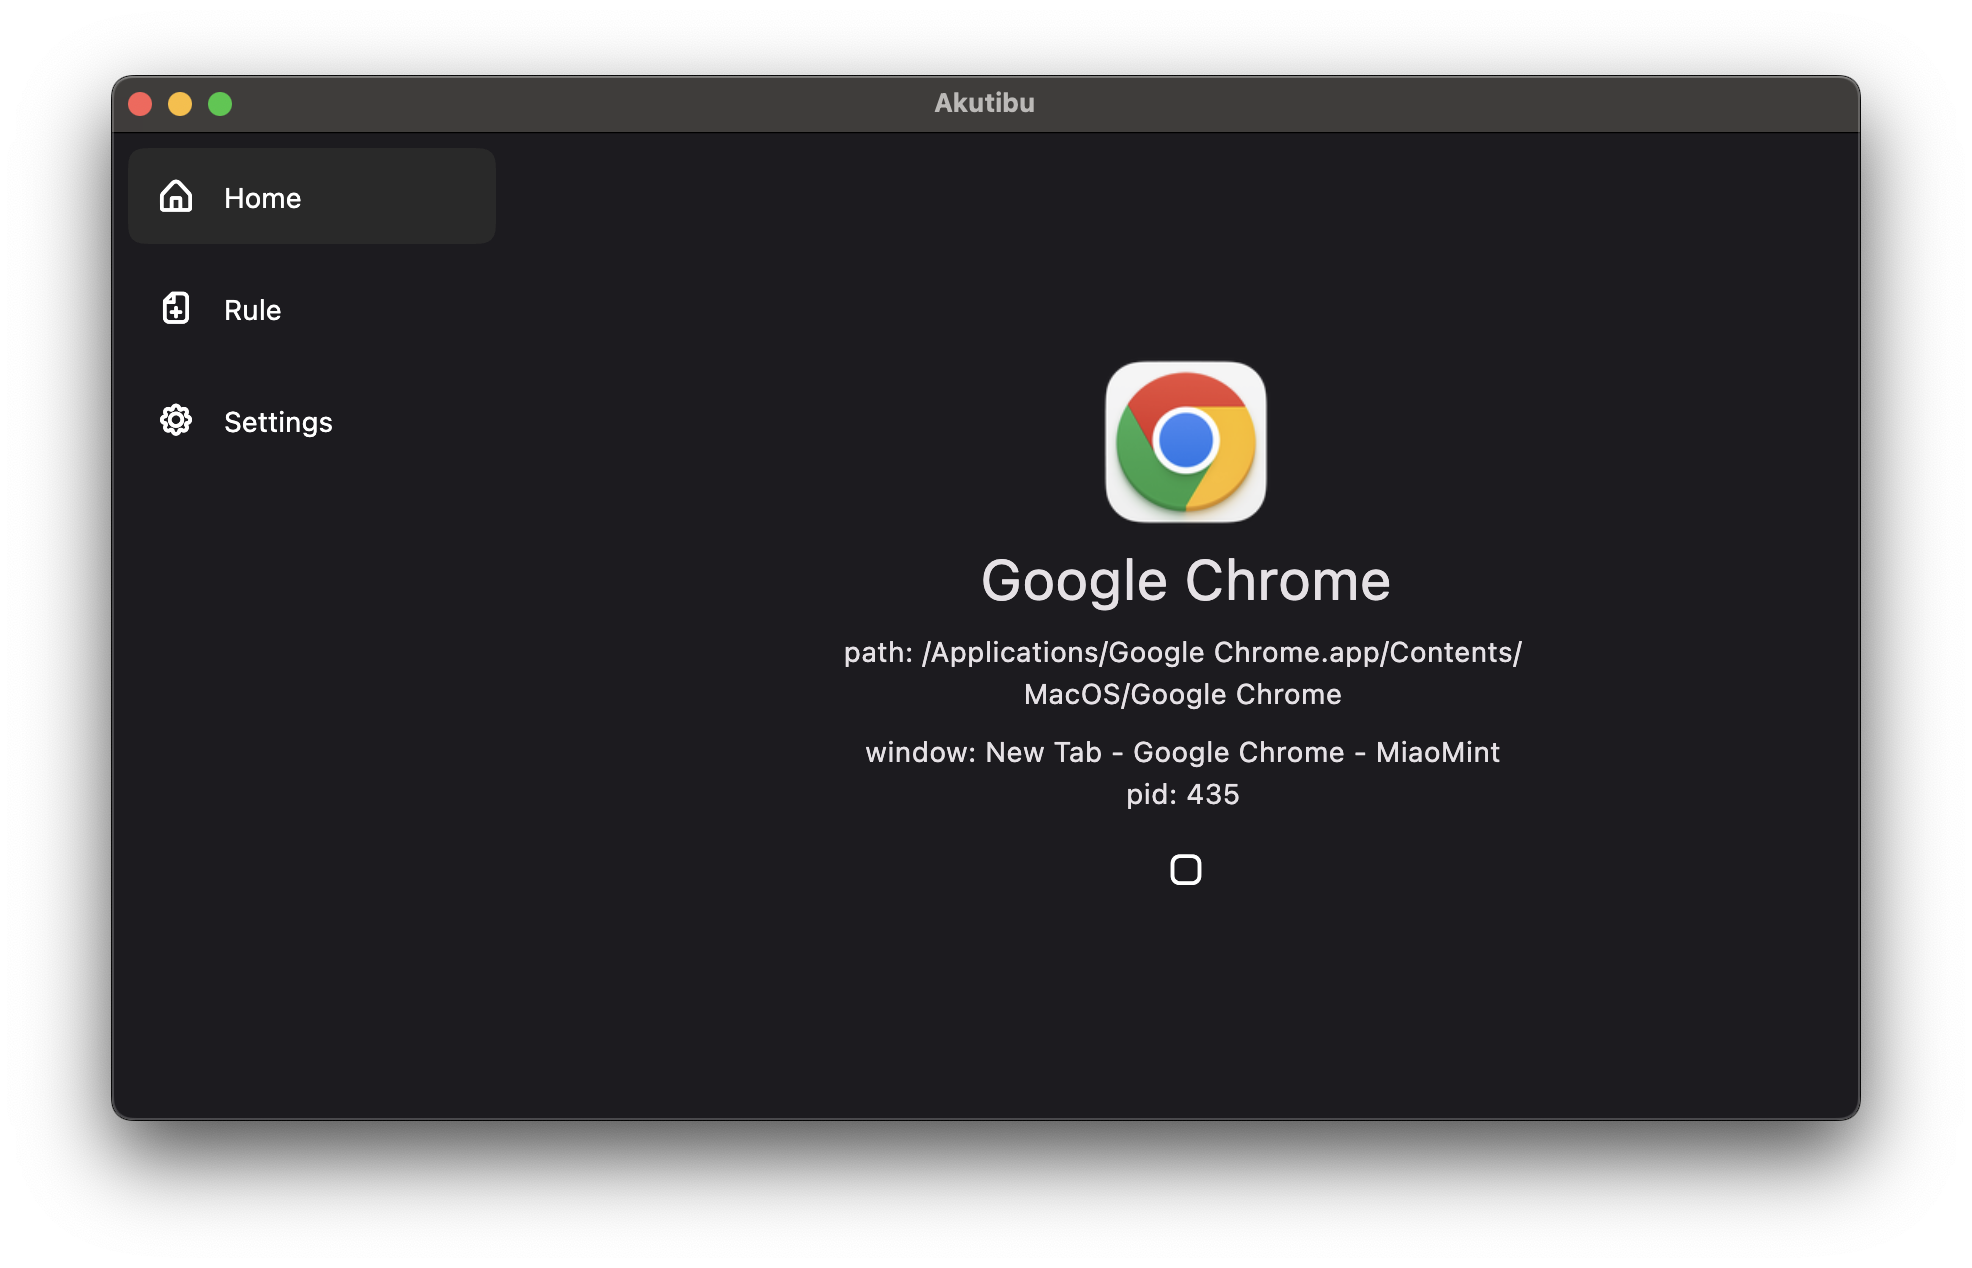 Akutibu
Home
Rule
Settings
Google Chrome
path: /Applications/Google Chrome.app/Contents/
MacOS/Google Chrome
window: New Tab - Google Chrome - MiaoMint
pid: 435